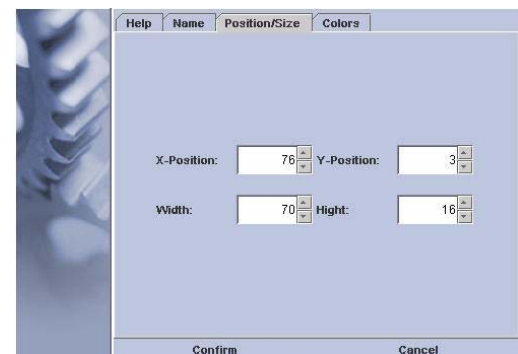 Help Name Position/Size Colors
X-Position: 76 Y-Position: 3
Width: 70 Hight: 16
Confirm Cancel